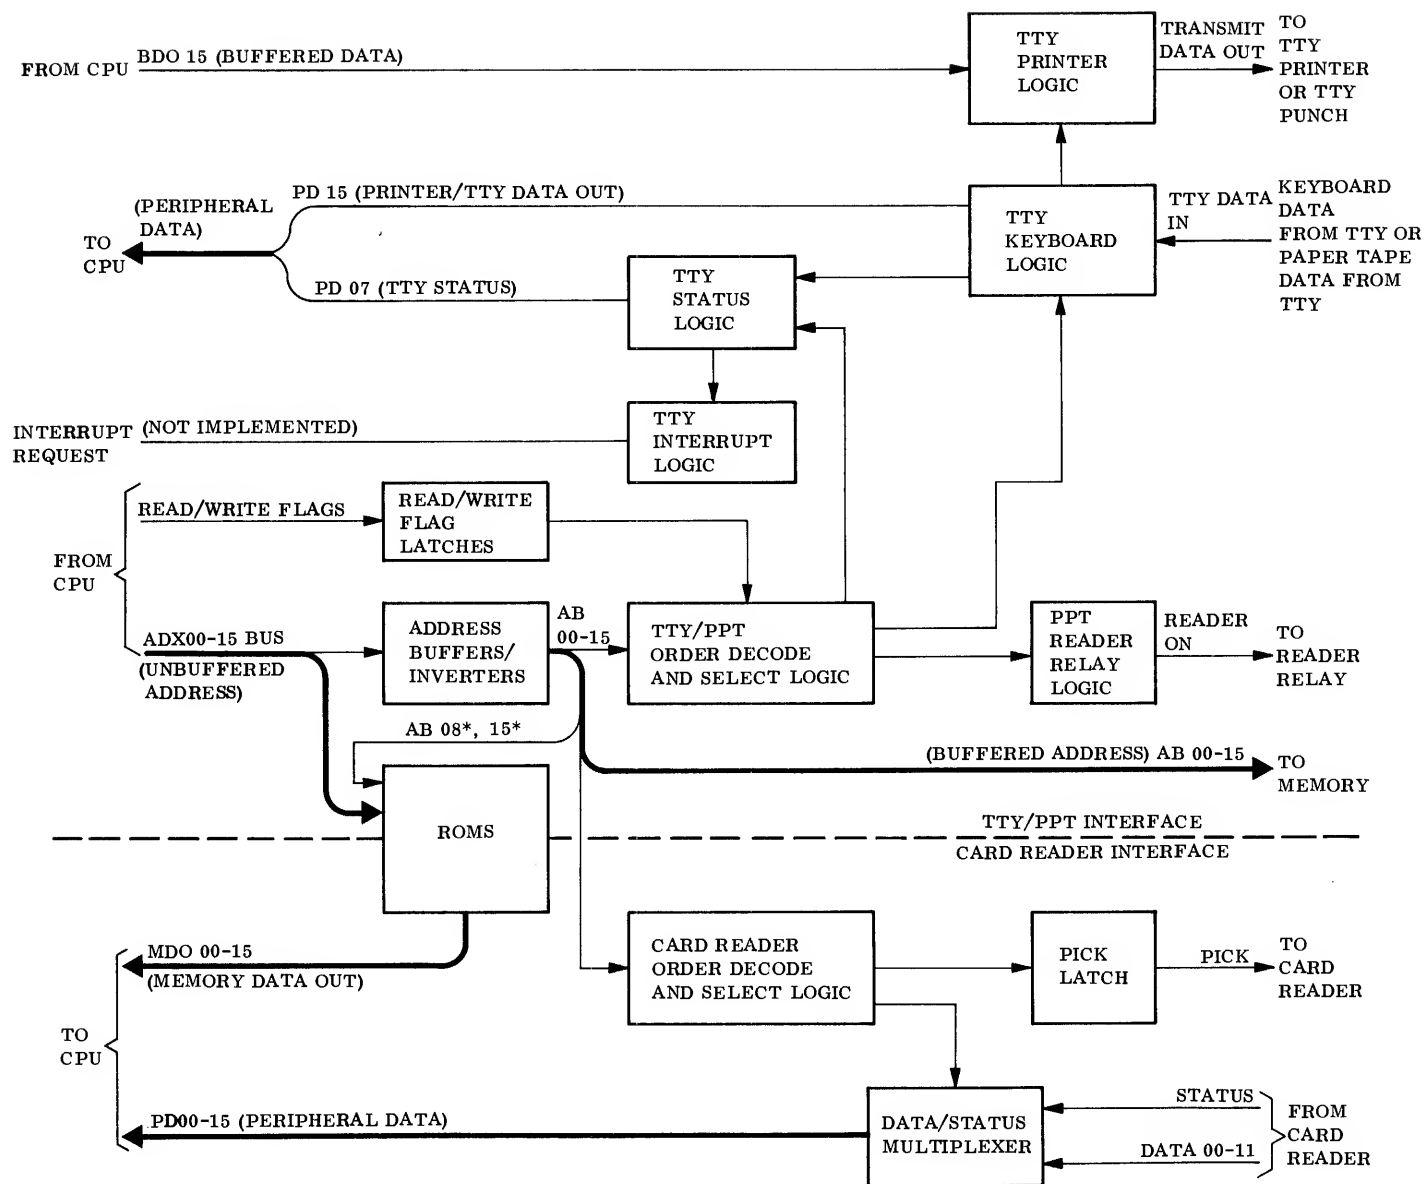 FROM CPU
BDO 15 (BUFFERED DATA)
TTY
PRINTER
LOGIC
TRANSMIT
DATA OUT
TO
TTY
PRINTER
OR TTY
PUNCH
(PERIPHERAL
DATA)
TO
CPU
PD 15 (PRINTER/TTY DATA OUT)
PD 07 (TTY STATUS)
TTY
STATUS
LOGIC
TTY
KEYBOARD
LOGIC
TTY DATA
IN
KEYBOARD
DATA
FROM TTY OR
PAPER TAPE
DATA FROM
TTY
INTERRUPT
REQUEST
(NOT IMPLEMENTED)
TTY
INTERRUPT
LOGIC
FROM
CPU
READ/WRITE FLAGS
READ/WRITE
FLAG
LATCHES
ADX00-15 BUS
(UNBUFFERED
ADDRESS)
ADDRESS
BUFFERS/
INVERTERS
AB
00-15
TTY/PPT
ORDER DECODE
AND SELECT LOGIC
PPT
READER
RELAY
LOGIC
READER
ON
TO
READER
RELAY
AB 08*, 15*
(BUFFERED ADDRESS) AB 00-15
TO
MEMORY
ROMS
TTY/PPT INTERFACE
CARD READER INTERFACE
TO
CPU
MDO 00-15
(MEMORY DATA OUT)
CARD READER
ORDER DECODE
AND SELECT LOGIC
PICK
LATCH
PICK
TO
CARD
READER
PD00-15 (PERIPHERAL DATA)
DATA/STATUS
MULTIPLEXER
STATUS
DATA 00-11
FROM
CARD
READER